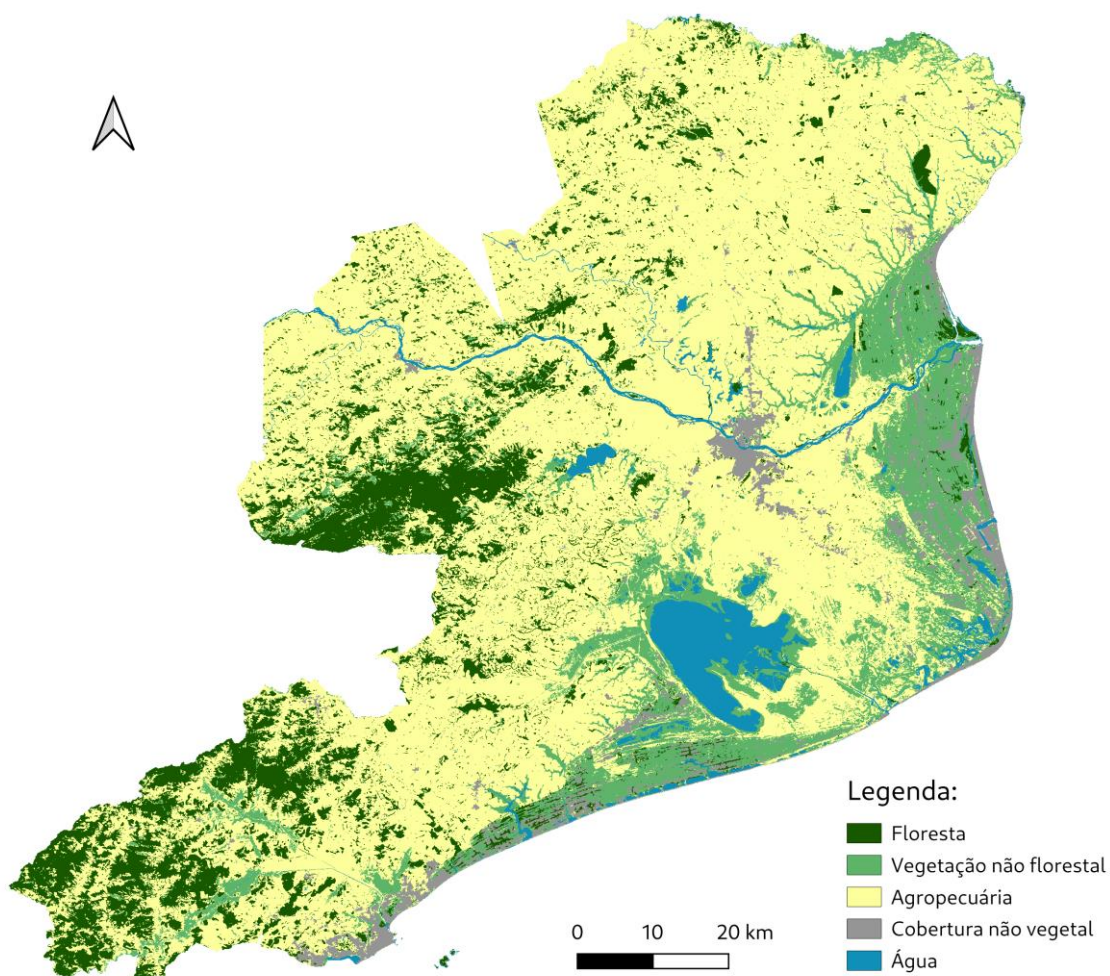 Legenda:
Floresta
Vegetação não florestal
Agropecuária
Cobertura não vegetal
Água
0 10 20 km